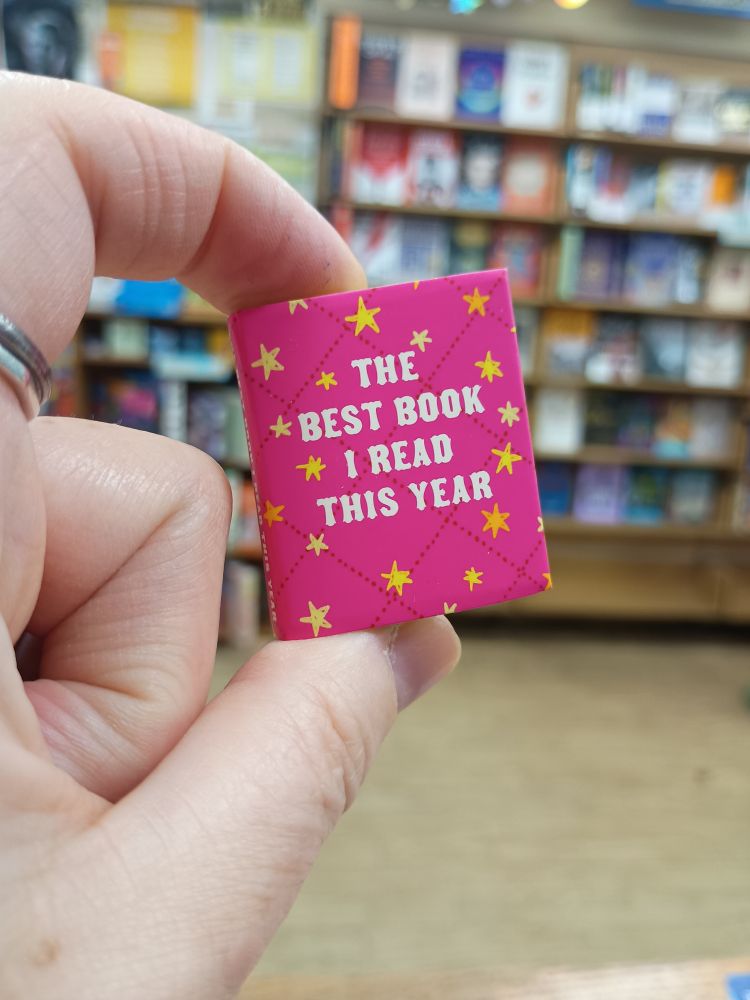 THE
BEST BOOK
I READ
THIS YEAR